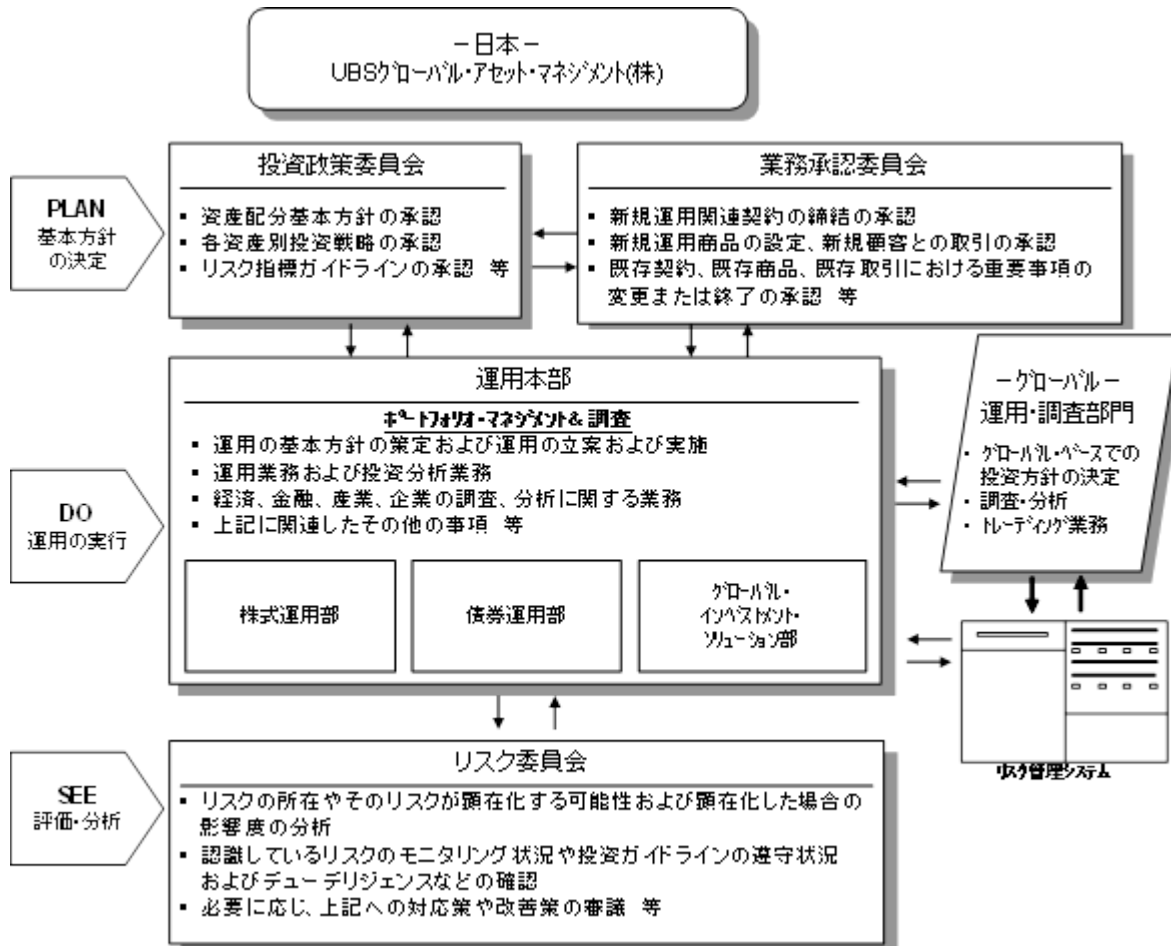 －日本－
UBSグローバル・アセット・マネジメント(株)
PLAN
基本方針
の決定
投資政策委員会
▪ 資産配分基本方針の承認
▪ 各資産別投資戦略の承認
▪ リスク指標ガイドラインの承認 等
業務承認委員会
▪ 新規運用関連契約の締結の承認
▪ 新規運用商品の設定、新規顧客との取引の承認
▪ 既存契約、既存商品、既存取引における重要事項の
変更または終了の承認 等
DO
運用の実行
運用本部
ポートフォリオ・マネジメント& 調査
▪ 運用の基本方針の策定および運用の立案および実施
▪ 運用業務および投資分析業務
▪ 経済、金融、産業、企業の調査、分析に関する業務
▪ 上記に関連したその他の事項 等
株式運用部
債券運用部
グローバル・
インベストメント・
ソリューション部
－グローバル－
運用・調査部門
▪ グローバル・ベースでの
投資方針の決定
▪ 調査・分析
▪ トレーディング業務
リスク管理システム
SEE
評価・分析
リスク委員会
▪ リスクの所在やそのリスクが顕在化する可能性および顕在化した場合の
影響度の分析
▪ 認識しているリスクのモニタリング状況や投資ガイドラインの遵守状況
およびデューデリジェンスなどの確認
▪ 必要に応じ、上記への対応策や改善策の審議 等